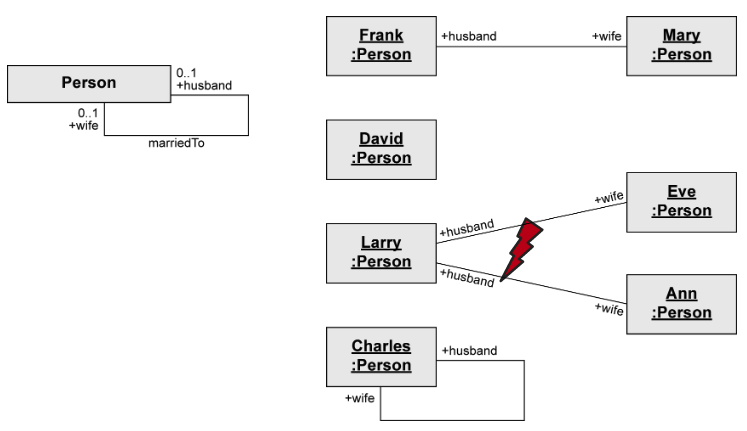 Person
0..1
+husband
0..1
+wife
marriedTo
Frank
:Person
+husband
+wife
Mary
:Person
David
:Person
Larry
:Person
+husband
+wife
Eve
:Person
+husband
+wife
Ann
:Person
Charles
:Person
+husband
+wife